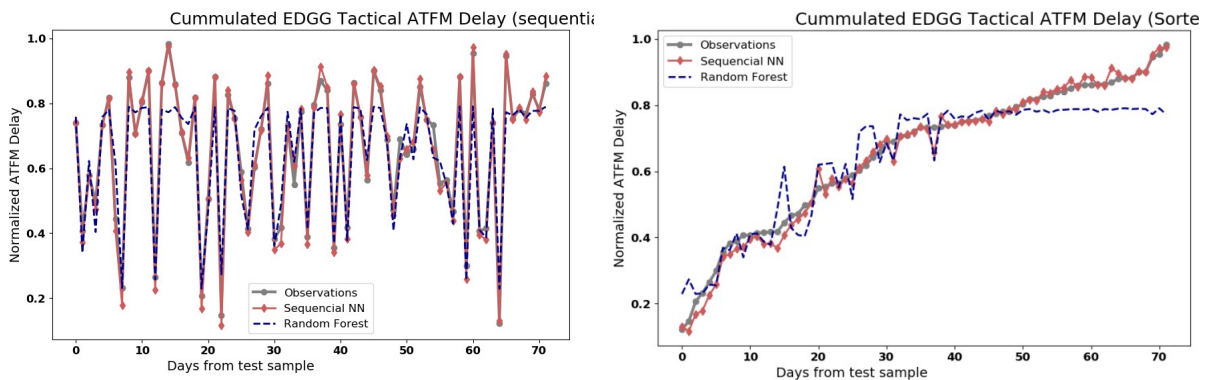 Cummulated EDGG Tactical ATFM Delay (sequentia
Normalized ATFM Delay
1.0
0.8
0.6
0.4
0.2
Observations
Sequencial NN
Random Forest
0 10 20 30 40 50 60 70
Days from test sample
Cummulated EDGG Tactical ATFM Delay (Sorte
Normalized ATFM Delay
1.0
0.8
0.6
0.4
0.2
Observations
Sequencial NN
Random Forest
0 10 20 30 40 50 60 70
Days from test sample